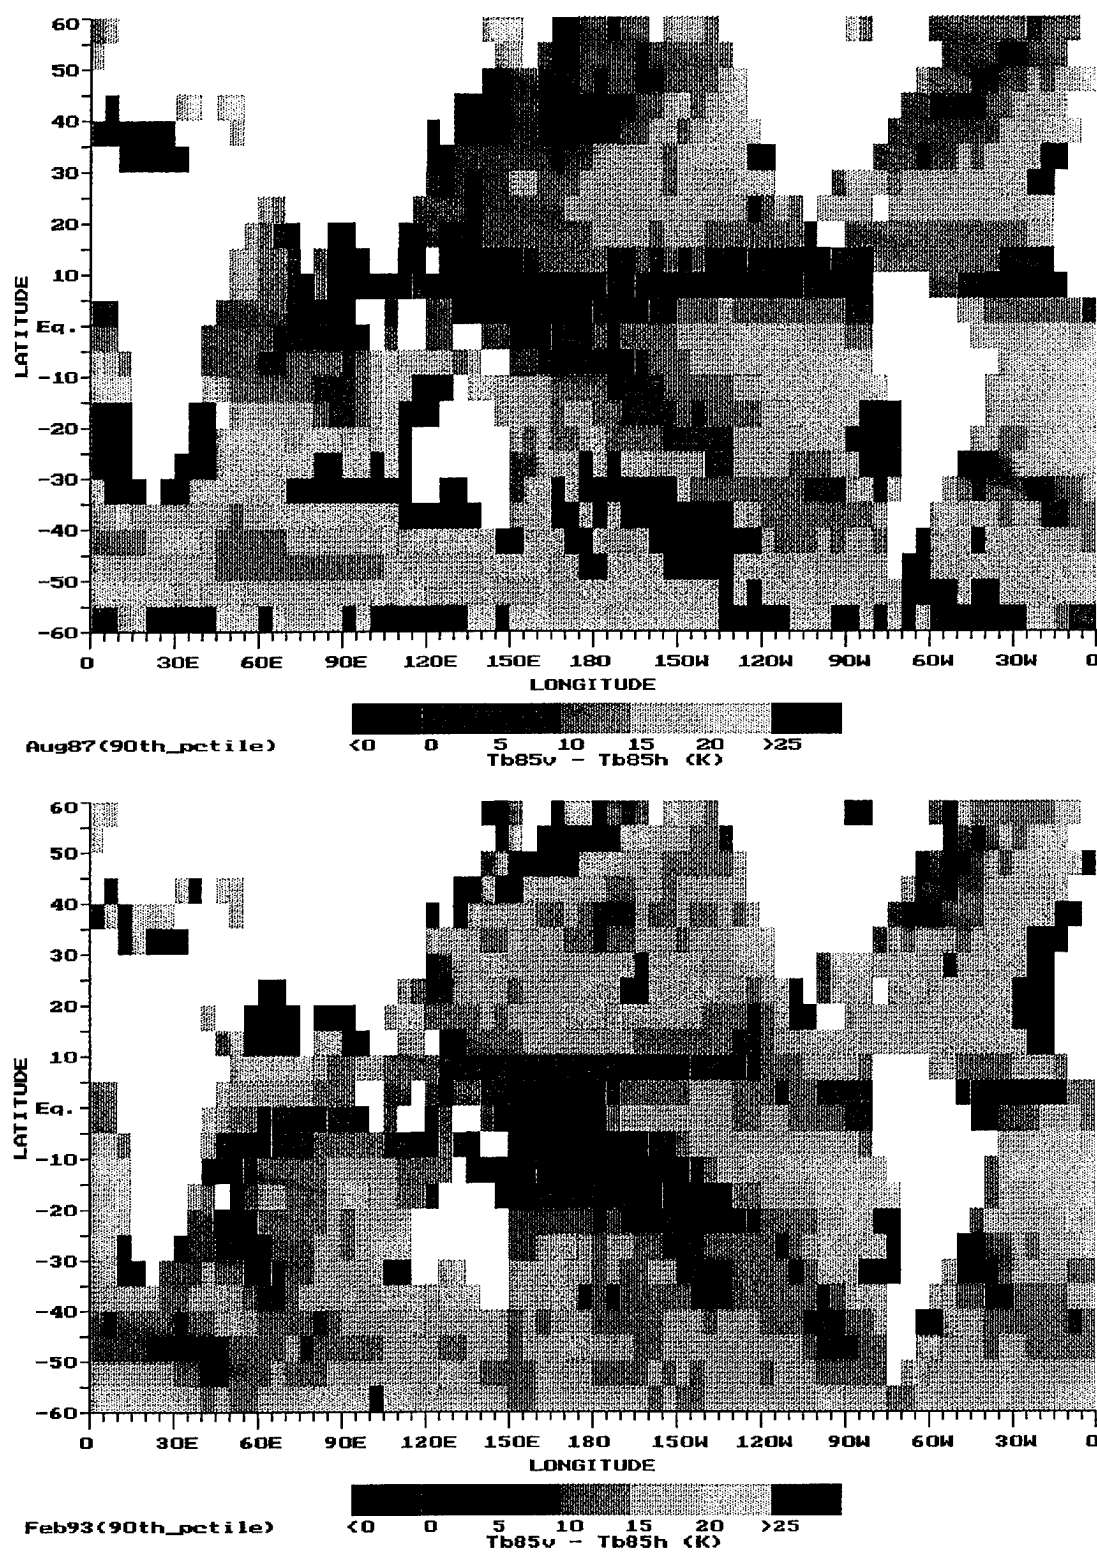 60
50
40
30
20
10
Eq.
-10
-20
-30
-40
-50
-60
LATITUDE
0 30E 60E 90E 120E 150E 180 150W 120W 90W 60W 30W 0
LONGITUDE
Aug87(90th_pctile)
<0 0 5 10 15 20 >25
Tb85v - Tb85h (K)
60
50
40
30
20
10
Eq.
-10
-20
-30
-40
-50
-60
LATITUDE
0 30E 60E 90E 120E 150E 180 150W 120W 90W 60W 30W 0
LONGITUDE
Feb93(90th_pctile)
<0 0 5 10 15 20 >25
Tb85v - Tb85h (K)